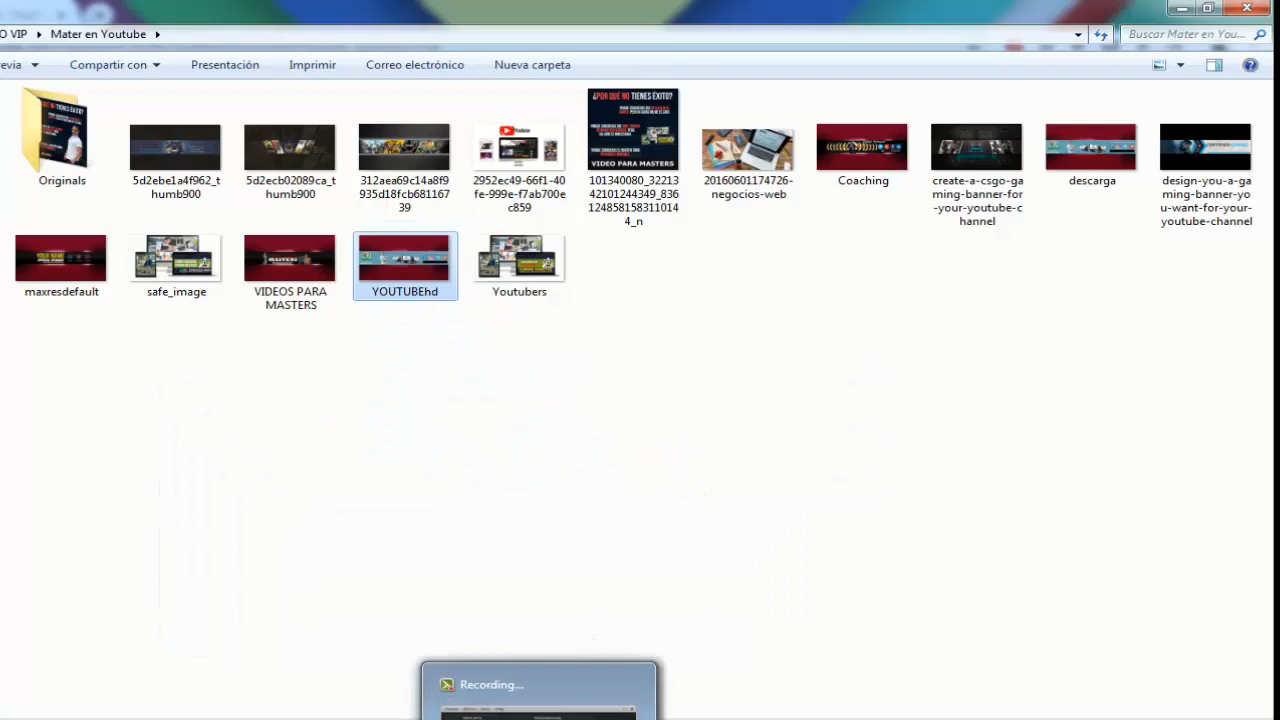 O VIP
Mater en Youtube
Buscar Mater en You...
evia
Compartir con
Presentación
Imprimir
Correo electrónico
Nueva carpeta
¿POR QUÉ NO TIENES ÉXITO?
VIDEO PARA MASTERS
Originals
5d2ebe1a4f962_t
humb900
5d2ecb02089ca_t
humb900
312aea69c14a8f9
935d18fcb681167
39
2952ec49-66f1-40
fe-999e-f7ab700e
c859
101340080_32213
42101244349_836
124858158311014
4_n
20160601174726-
negocios-web
Coaching
create-a-csgo-ga
ming-banner-for
-your-youtube-c
hannel
descarga
design-you-a-ga
ming-banner-yo
u-want-for-your-
youtube-channel
YOUR NAME
MASTERS
maxresdefault
safe_image
VIDEOS PARA
MASTERS
YOUTUBEhd
Youtubers
Recording...